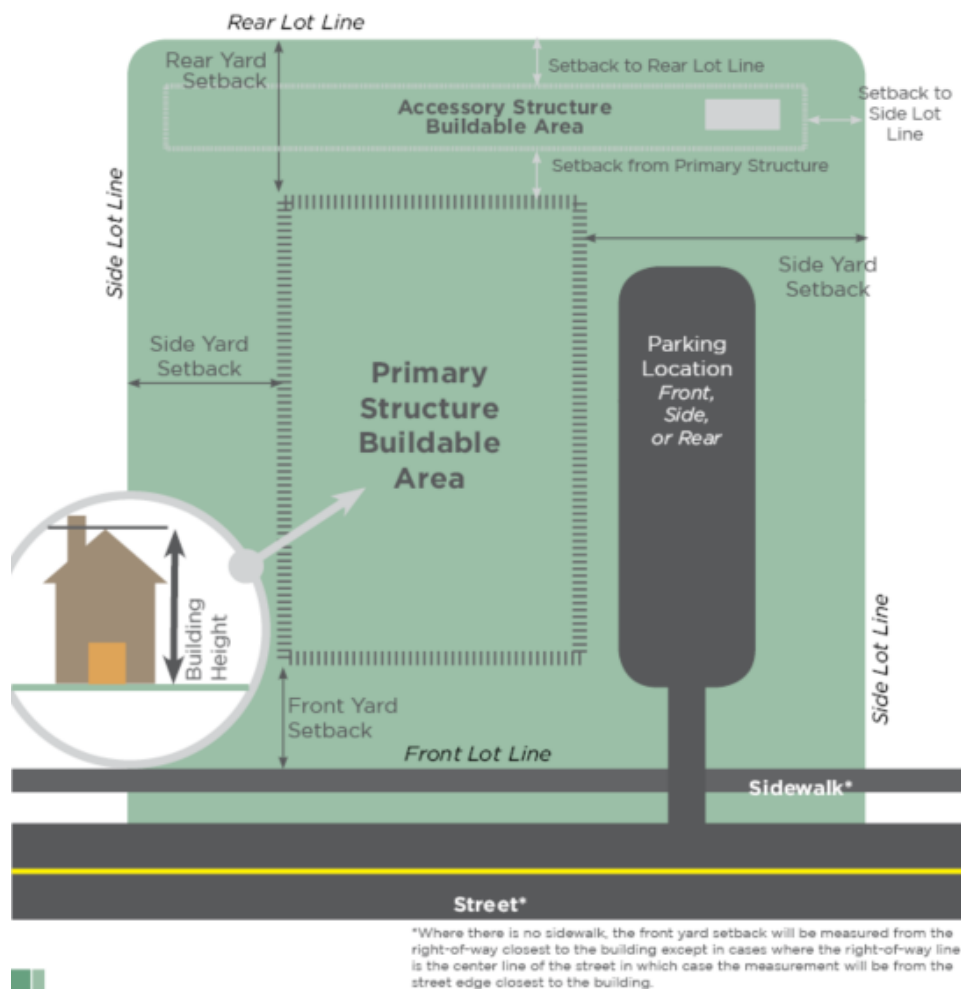 Rear Lot Line
Rear Yard
Setback
Setback to Rear Lot Line
Accessory Structure
Buildable Area
Setback to
Side Lot
Line
Setback from Primary Structure
Side Lot Line
Side Yard
Setback
Side Yard
Setback
Primary
Structure
Buildable
Area
Parking
Location
Front,
Side,
or Rear
Building
Height
Side Lot Line
Front Yard
Setback
Front Lot Line
Sidewalk*
Street*
*Where there is no sidewalk, the front yard setback will be measured from the
right-of-way closest to the building except in cases where the right-of-way line
is the center line of the street in which case the measurement will be from the
street edge closest to the building.